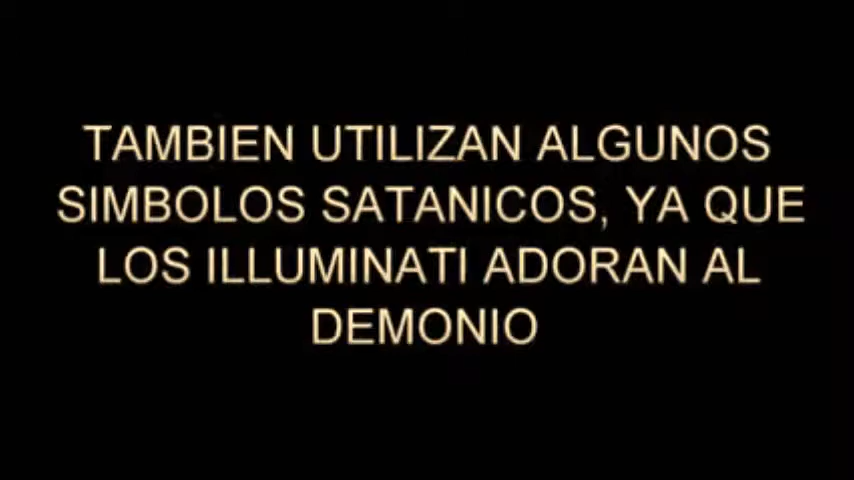 TAMBIEN UTILIZAN ALGUNOS
SIMBOLOS SATANICOS, YA QUE
LOS ILLUMINATI ADORAN AL
DEMONIO